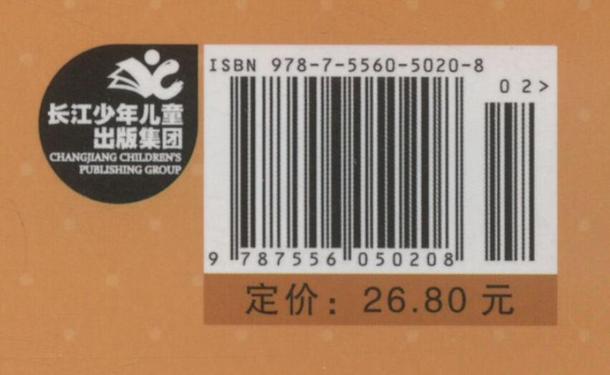 长江少年儿童
出版集团
CHANGJIANG CHILDREN'S
PUBLISHING GROUP
ISBN 978-7-5560-5020-8
02>
9 787556 050208
定价：26.80 元